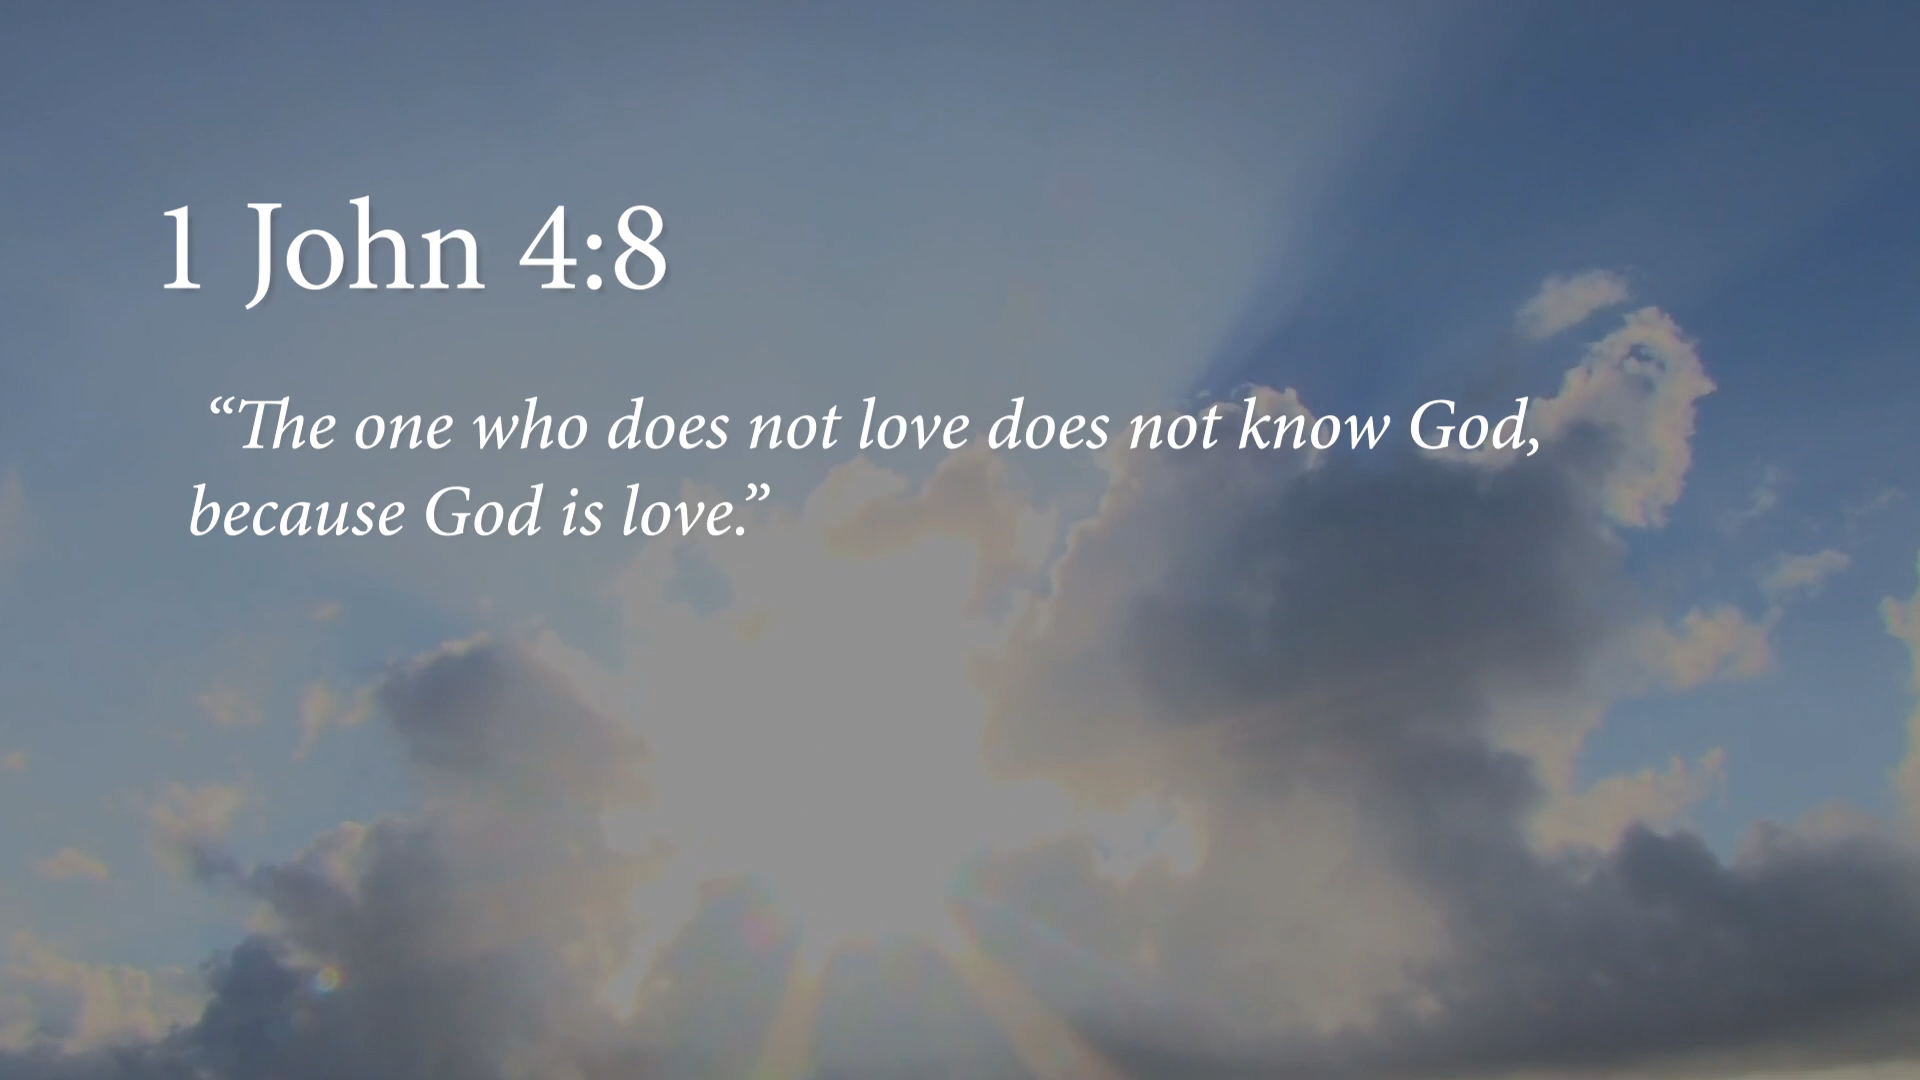 1 John 4:8
“The one who does not love does not know God,
because God is love.”